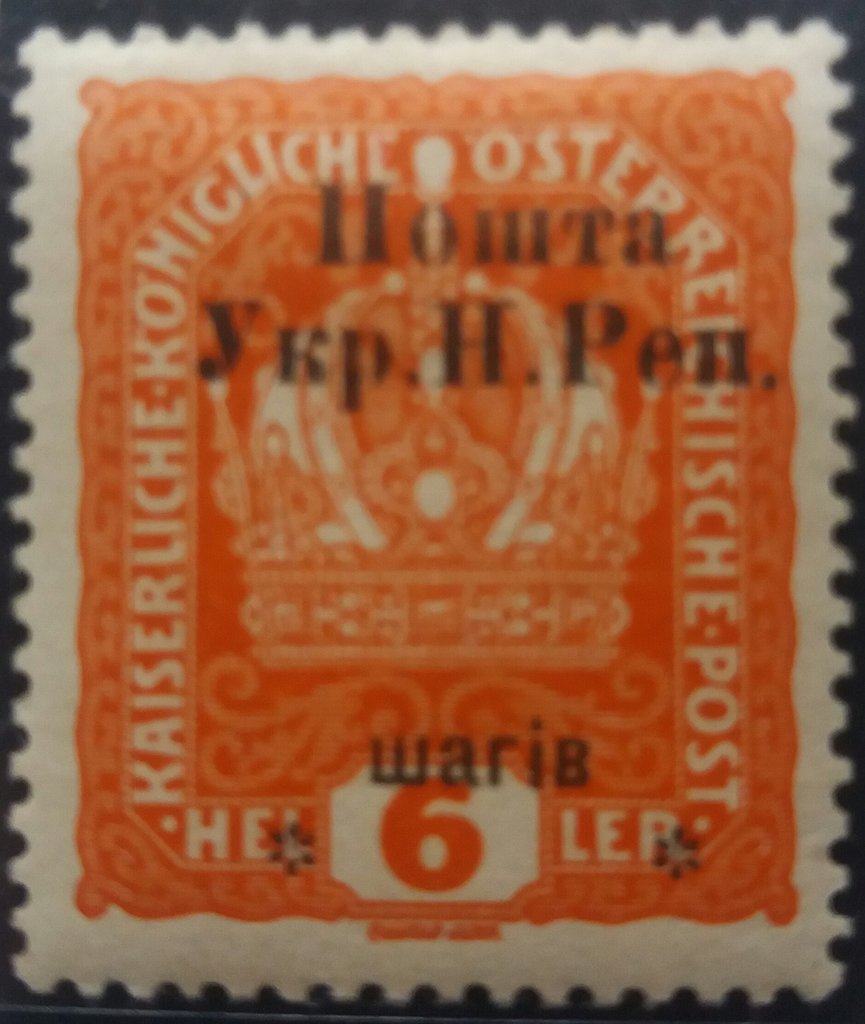 KAISERLICHE·KÖNIGLICHE ÖSTERREICHISCHE·POST
Пошта
Укр.Н.Реп.
шагів
·HELLER·
6